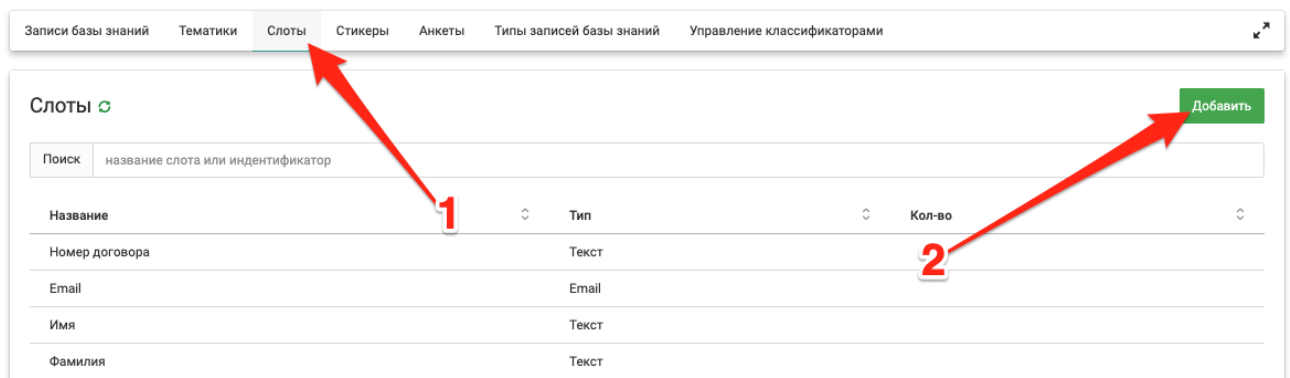 Записи базы знаний Тематики Слоты Стикеры Анкеты Типы записей базы знаний Управление классификаторами
Слоты Добавить
Поиск название слота или индентификатор
Название Тип Кол-во
1
Номер договора Текст
2
Email Email
Имя Текст
Фамилия Текст